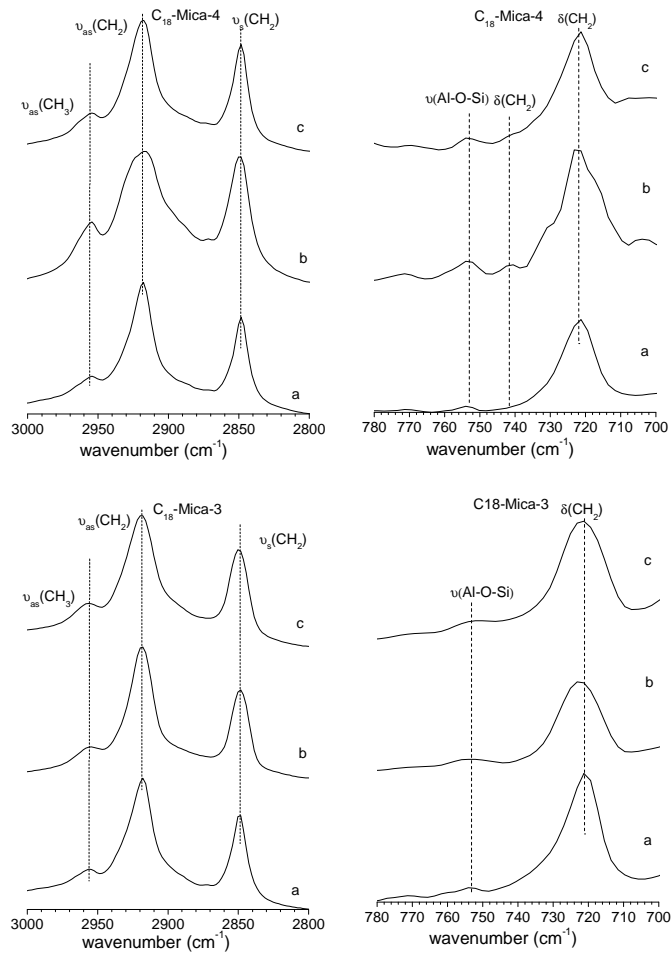 C18-Mica-4
υas(CH2)
υs(CH2)
υas(CH3)
c
b
a
3000 2950 2900 2850 2800
wavenumber (cm-1)
C18-Mica-4
δ(CH2)
υ(Al-O-Si) δ(CH2)
c
b
a
780 770 760 750 740 730 720 710 700
wavenumber (cm-1)
C18-Mica-3
υas(CH2)
υs(CH2)
υas(CH3)
c
b
a
3000 2950 2900 2850 2800
wavenumber (cm-1)
C18-Mica-3
δ(CH2)
υ(Al-O-Si)
c
b
a
780 770 760 750 740 730 720 710 700
wavenumber (cm-1)